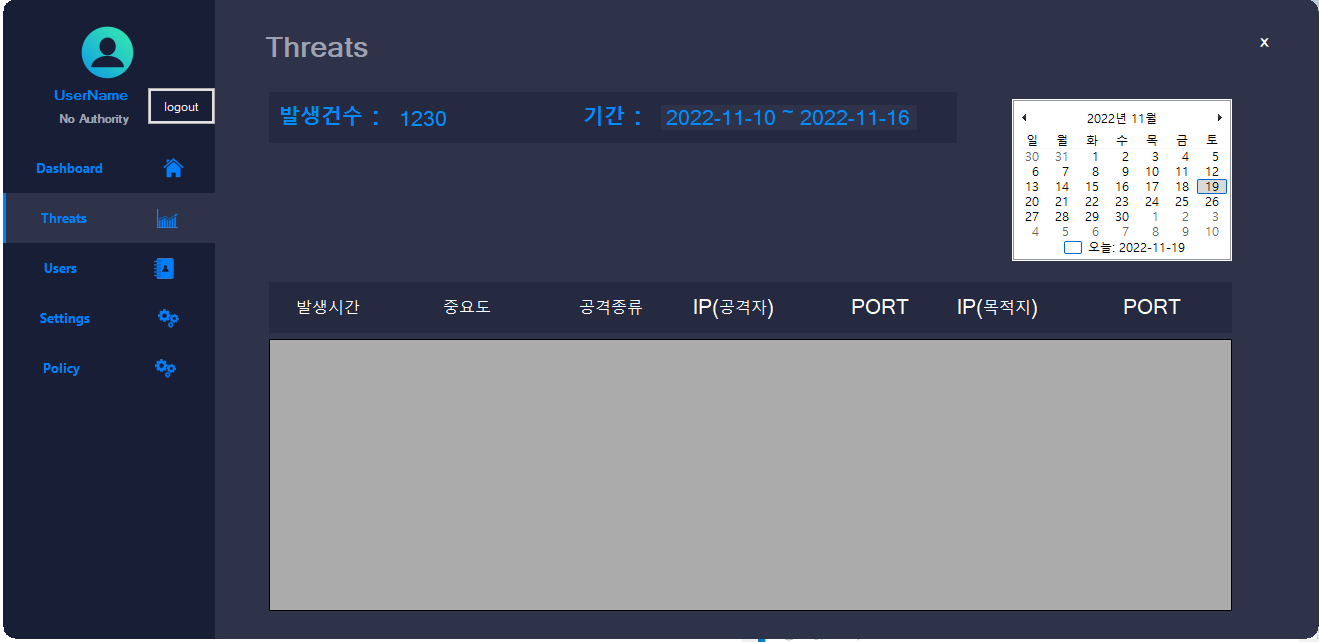 UserName
No Authority
logout
Dashboard
Threats
Users
Settings
Policy
Threats
x
발생건수 : 1230
기간 : 2022-11-10 ~ 2022-11-16
2022년 11월
일 월 화 수 목 금 토
30 31 1 2 3 4 5
6 7 8 9 10 11 12
13 14 15 16 17 18 19
20 21 22 23 24 25 26
27 28 29 30 1 2 3
4 5 6 7 8 9 10
오늘: 2022-11-19
발생시간 중요도 공격종류 IP(공격자) PORT IP(목적지) PORT